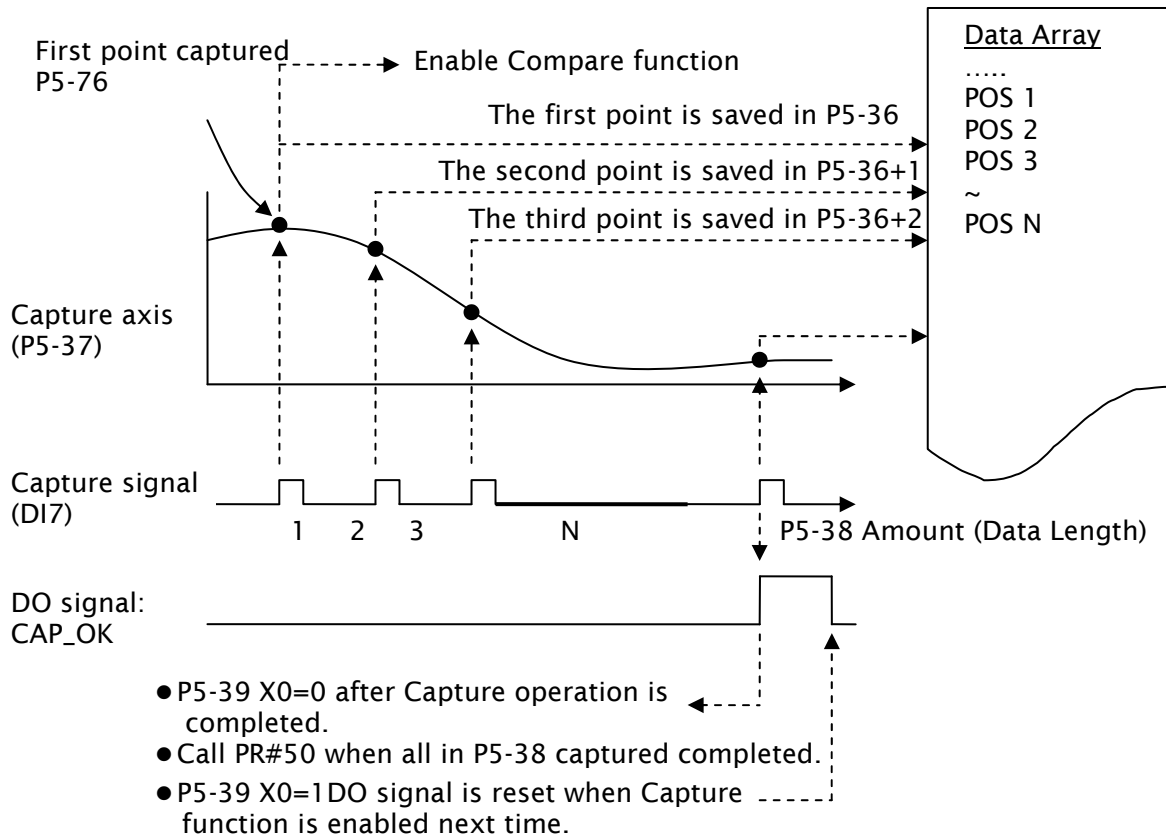 First point captured
P5-76
Enable Compare function
The first point is saved in P5-36
The second point is saved in P5-36+1
The third point is saved in P5-36+2
Data Array
.....
POS 1
POS 2
POS 3
~
POS N
Capture axis
(P5-37)
Capture signal
(DI7)
1 2 3 N
P5-38 Amount (Data Length)
DO signal:
CAP_OK
●P5-39 X0=0 after Capture operation is
completed.
●Call PR#50 when all in P5-38 captured completed.
●P5-39 X0=1DO signal is reset when Capture
function is enabled next time.